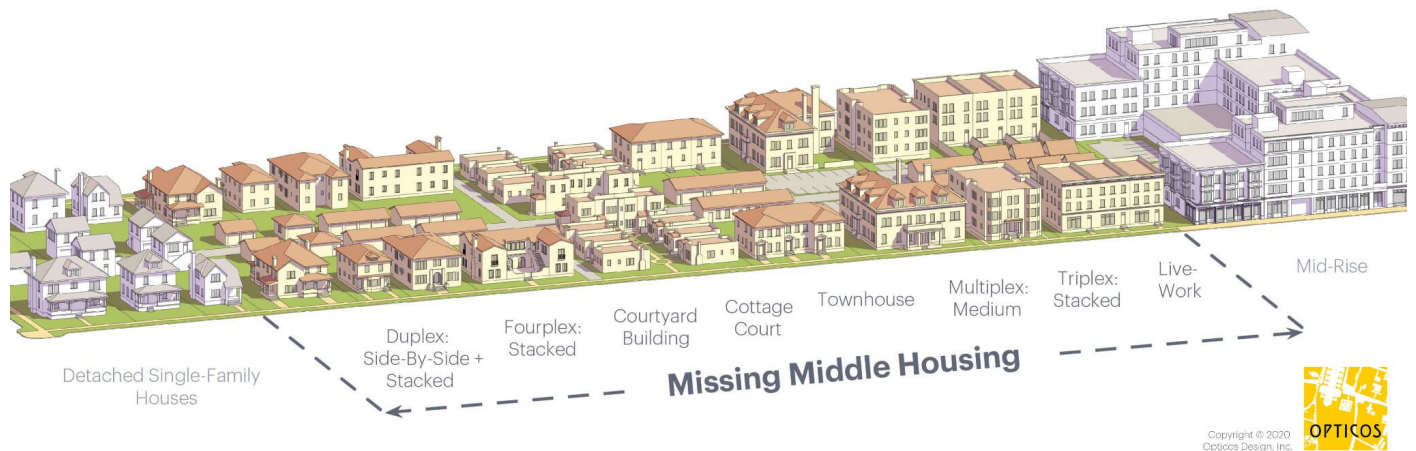 Detached Single-Family
Houses
Duplex:
Side-By-Side +
Stacked
Fourplex:
Stacked
Courtyard
Building
Cottage
Court
Townhouse
Multiplex:
Medium
Triplex:
Stacked
Live-
Work
Mid-Rise
Missing Middle Housing
Copyright © 2020
Opticos Design, Inc.
OPTICOS